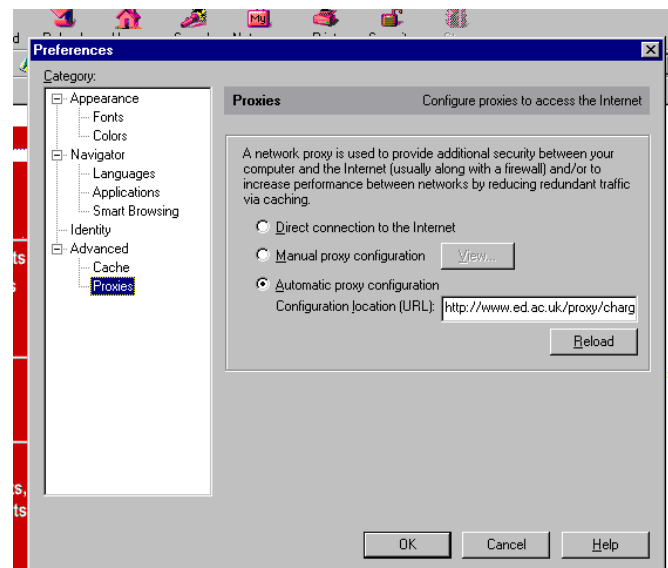 My
Preferences
Category:
Appearance
Fonts
Colors
Navigator
Languages
Applications
Smart Browsing
Identity
Advanced
Cache
Proxies
Proxies Configure proxies to access the Internet
A network proxy is used to provide additional security between your
computer and the Internet (usually along with a firewall) and/or to
increase performance between networks by reducing redundant traffic
via caching.
Direct connection to the Internet
Manual proxy configuration View...
Automatic proxy configuration
Configuration location (URL): http://www.ed.ac.uk/proxy/charg
Reload
ts
s
s,
ts
OK Cancel Help